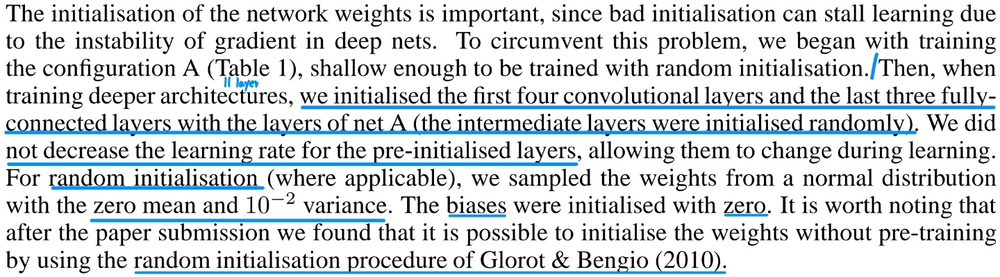 The initialisation of the network weights is important, since bad initialisation can stall learning due
to the instability of gradient in deep nets. To circumvent this problem, we began with training
the configuration A (Table 1), shallow enough to be trained with random initialisation. Then, when
11 layer
training deeper architectures, we initialised the first four convolutional layers and the last three fully-
connected layers with the layers of net A (the intermediate layers were initialised randomly). We did
not decrease the learning rate for the pre-initialised layers, allowing them to change during learning.
For random initialisation (where applicable), we sampled the weights from a normal distribution
with the zero mean and 10⁻² variance. The biases were initialised with zero. It is worth noting that
after the paper submission we found that it is possible to initialise the weights without pre-training
by using the random initialisation procedure of Glorot & Bengio (2010).